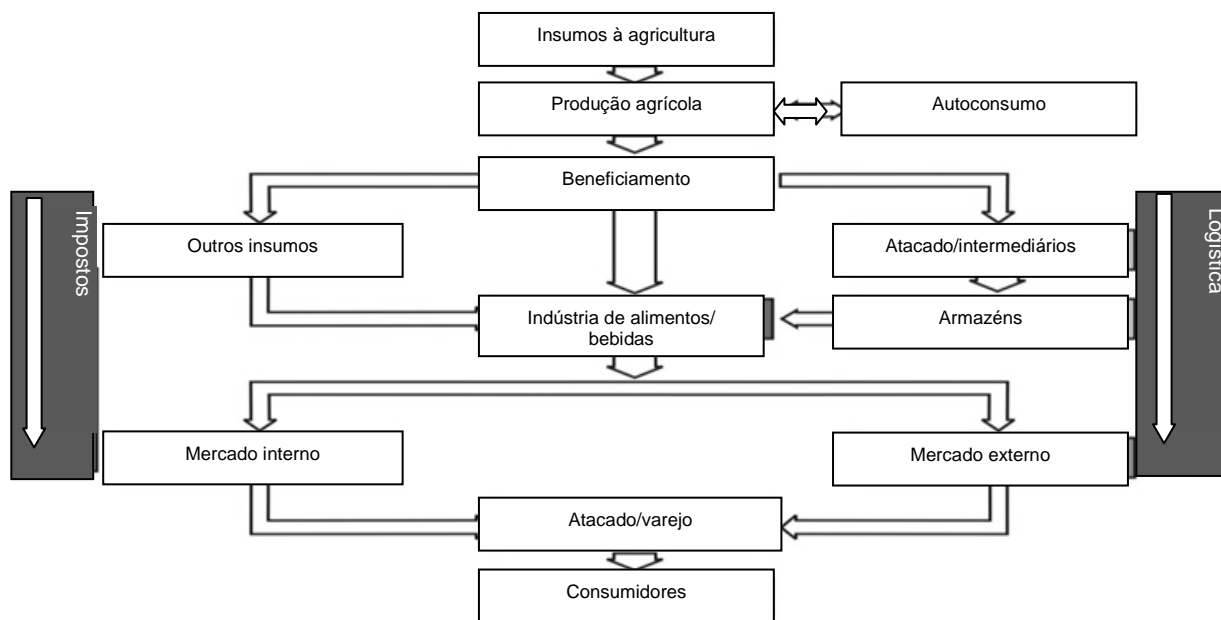 Insumos à agricultura
Produção agrícola
Autoconsumo
Beneficiamento
Impostos
Outros insumos
Atacado/intermediários
Logística
Indústria de alimentos/
bebidas
Armazéns
Mercado interno
Mercado externo
Atacado/varejo
Consumidores